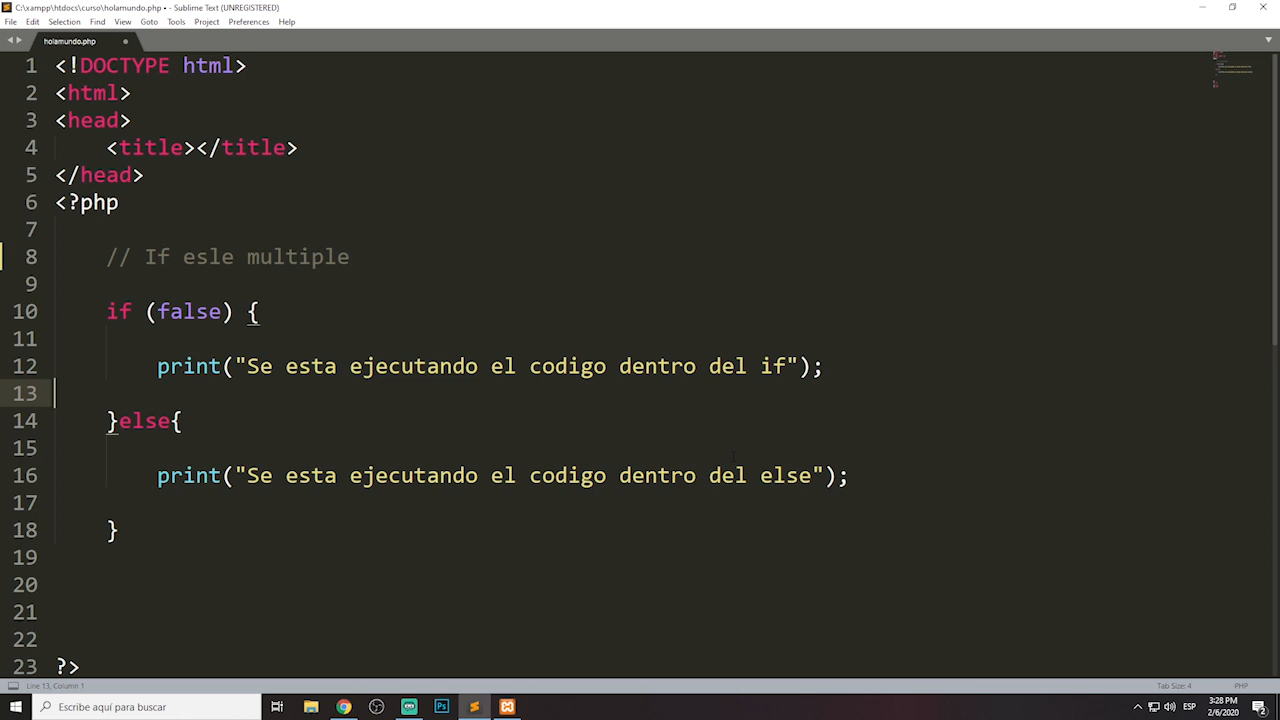 C:\xampp\htdocs\curso\holamundo.php • - Sublime Text (UNREGISTERED)
File Edit Selection Find View Goto Tools Project Preferences Help
holamundo.php
1 <!DOCTYPE html>
2 <html>
3 <head>
4 <title></title>
5 </head>
6 <?php
7
8 // If esle multiple
9
10 if (false) {
11
12 print("Se esta ejecutando el codigo dentro del if");
13
14 }else{
15
16 print("Se esta ejecutando el codigo dentro del else");
17
18 }
19
20
21
22
23 ?>
Line 13, Column 1 Tab Size: 4 PHP
Escribe aquí para buscar Ps ESP 3:28 PM
2/6/2020 2